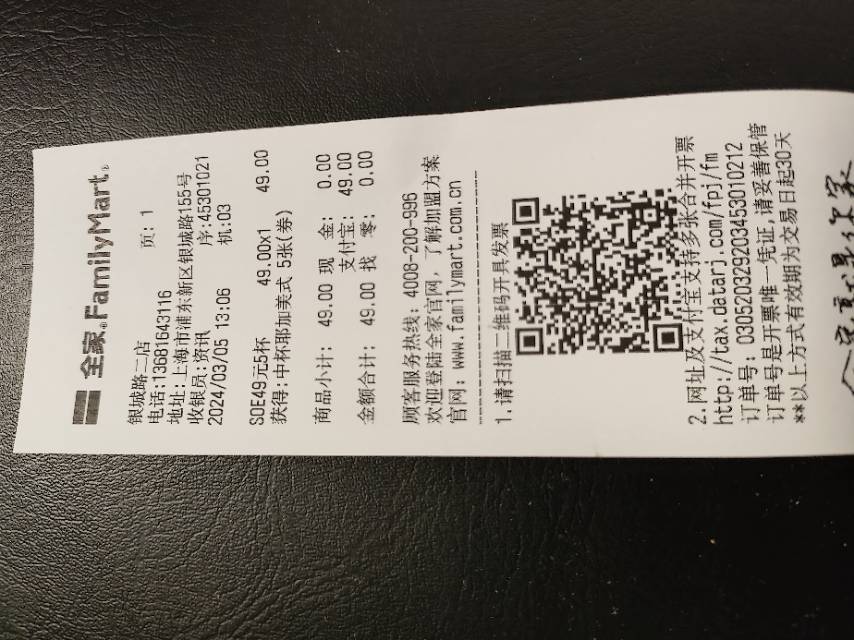 全家 FamilyMart
银城路二店 页: 1
电话:13681643116
地址:上海市浦东新区银城路155号
收银员:资讯 序:45301021
2024/03/05 13:06 机:03
SOE49元5杯 49.00x1 49.00
获得:中杯耶加美式 5张(券)
商品小计: 49.00 现 金: 0.00
支付宝: 49.00
金额合计: 49.00 找 零: 0.00
顾客服务热线: 4008-200-996
欢迎登陆全家官网, 了解加盟方案
官网: www.familymart.com.cn
1.请扫描二维码开具发票
2.网址及支付宝支持多张合并开票
http://tax.datarj.com/fpj/fm
订单号: 0305203292034530​10212
订单号是开票唯一凭证,请妥善保管
**以上方式有效期为交易日起30天